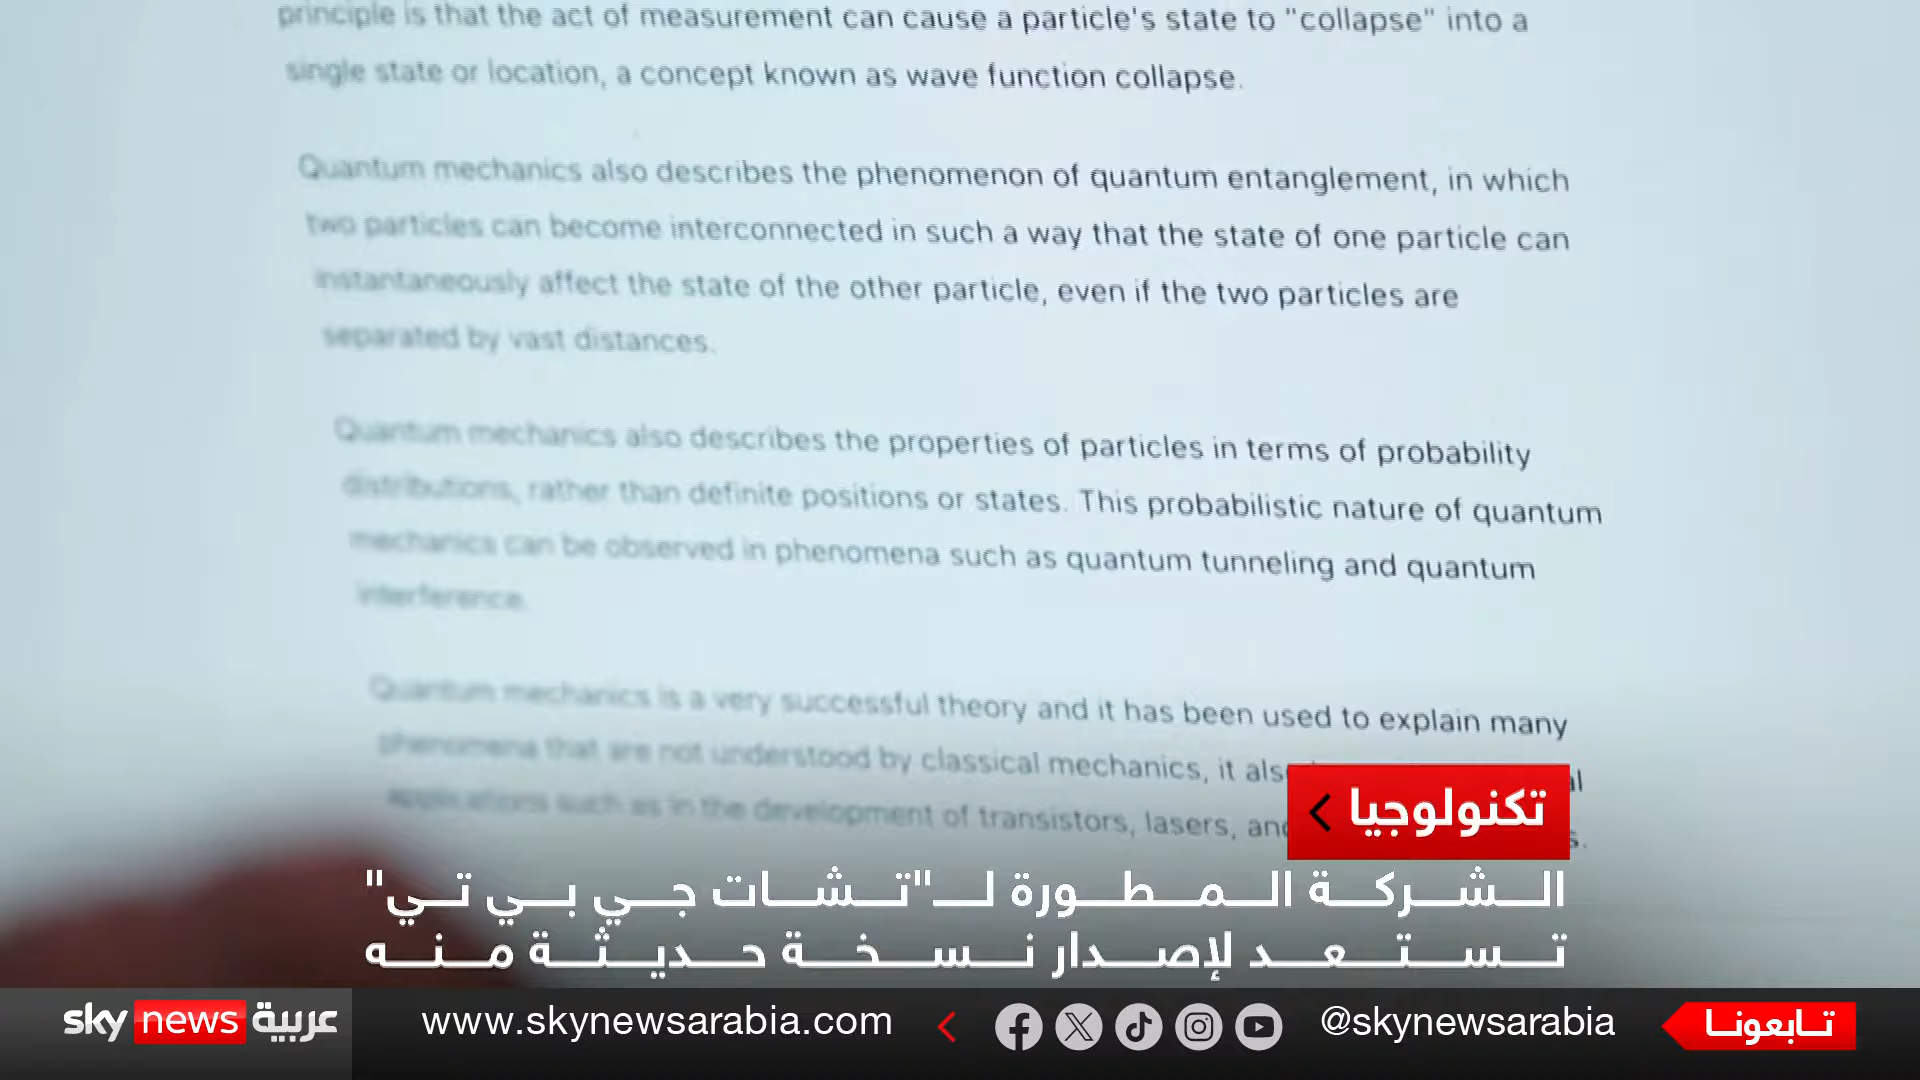 principle is that the act of measurement can cause a particle's state to "collapse" into a
single state or location, a concept known as wave function collapse.
Quantum mechanics also describes the phenomenon of quantum entanglement, in which
two particles can become interconnected in such a way that the state of one particle can
instantaneously affect the state of the other particle, even if the two particles are
separated by vast distances.
Quantum mechanics also describes the properties of particles in terms of probability
distributions, rather than definite positions or states. This probabilistic nature of quantum
mechanics can be observed in phenomena such as quantum tunneling and quantum
interference.
Quantum mechanics is a very successful theory and it has been used to explain many
phenomena that are not understood by classical mechanics, it
applications such as in the development of transistors, lasers,
تكنولوجيا
الشركة المطورة لـ"تشات جي بي تي"
تستعد لإصدار نسخة حديثة منه
sky news عربية
www.skynewsarabia.com
@skynewsarabia
تابعونا